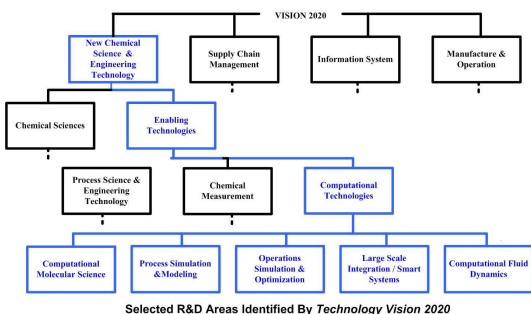 VISION 2020
New Chemical
Science &
Engineering
Technology
Supply Chain
Management
Information System
Manufacture &
Operation
Chemical Sciences
Enabling
Technologies
Process Science &
Engineering
Technology
Chemical
Measurement
Computational
Technologies
Computational
Molecular Science
Process Simulation
&Modeling
Operations
Simulation &
Optimization
Large Scale
Integration / Smart
Systems
Computational Fluid
Dynamics
Selected R&D Areas Identified By Technology Vision 2020